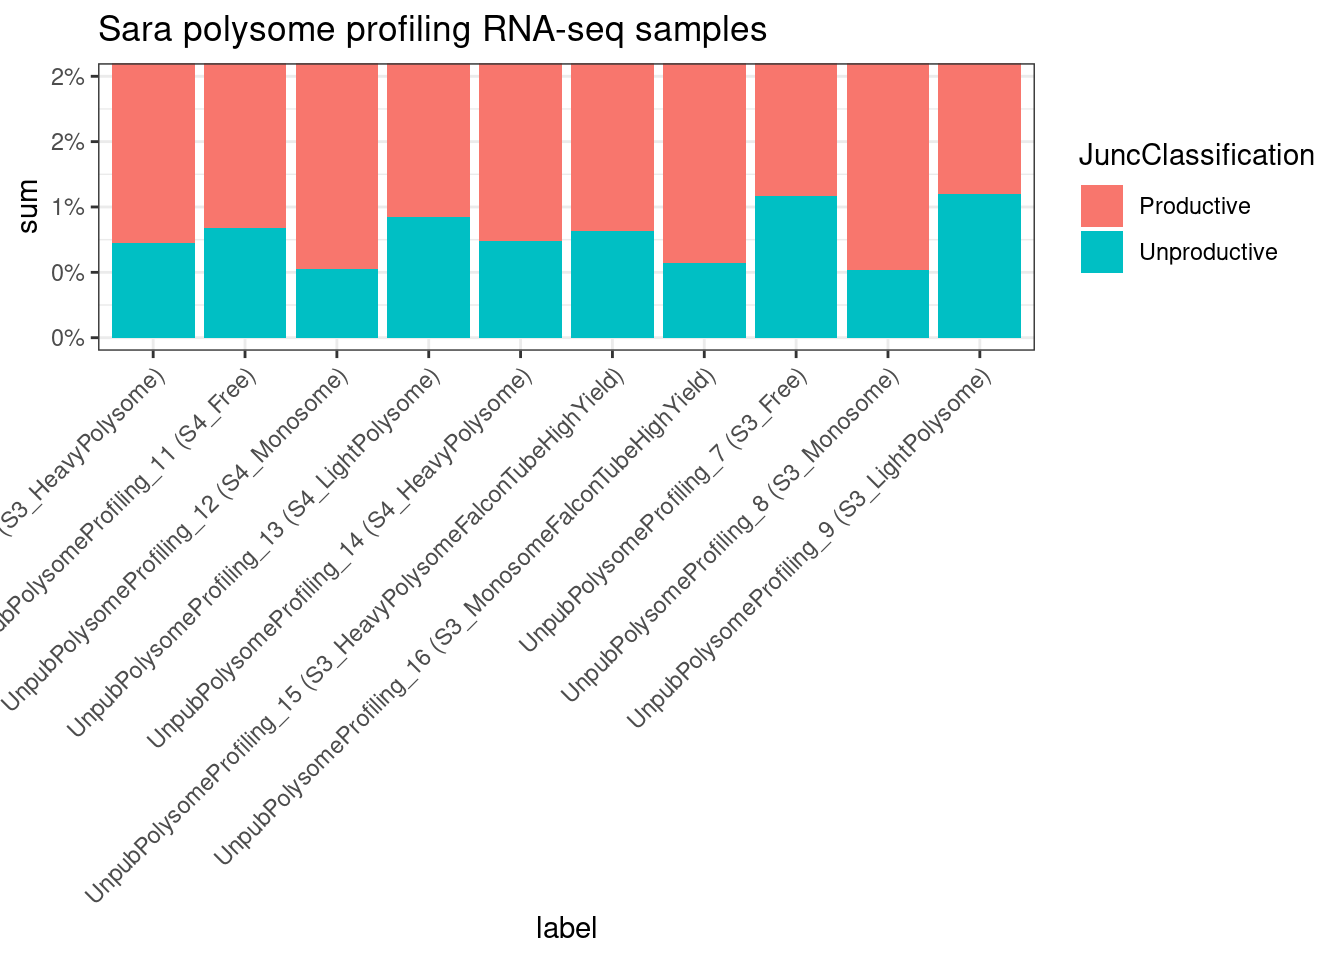 Sara polysome profiling RNA-seq samples
2%
2%
1%
0%
0%
sum
JuncClassification
Productive
Unproductive
(S3_HeavyPolysome)
ubPolysomeProfiling_11 (S4_Free)
UnpubPolysomeProfiling_12 (S4_Monosome)
UnpubPolysomeProfiling_13 (S4_LightPolysome)
UnpubPolysomeProfiling_14 (S4_HeavyPolysome)
UnpubPolysomeProfiling_15 (S3_HeavyPolysomeFalconTubeHighYield)
UnpubPolysomeProfiling_16 (S3_MonosomeFalconTubeHighYield)
UnpubPolysomeProfiling_7 (S3_Free)
UnpubPolysomeProfiling_8 (S3_Monosome)
UnpubPolysomeProfiling_9 (S3_LightPolysome)
label